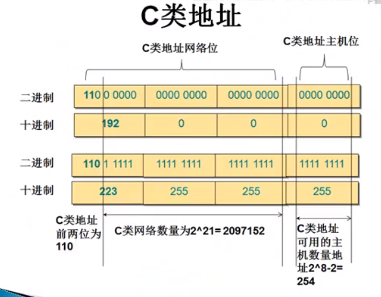 C类地址
C类地址网络位
C类地址主机位
二进制 110 0 0000 0000 0000 0000 0000 0000 0000
十进制 192 0 0 0
二进制 110 1 1111 1111 1111 1111 1111 1111 1111
十进制 223 255 255 255
C类地址
前两位为
110
C类网络数量为2^21= 2097152
C类地址
可用的主
机数量地
址2^8-2=
254